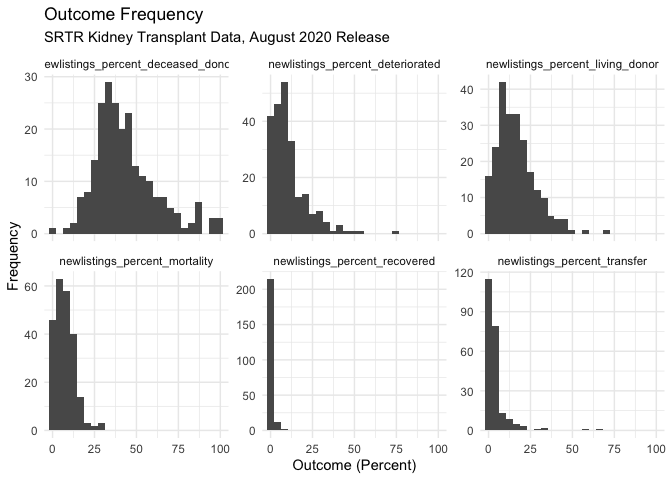 Outcome Frequency
SRTR Kidney Transplant Data, August 2020 Release
ewlistings_percent_deceased_dono
newlistings_percent_deteriorated
newlistings_percent_living_donor
30
20
10
0
40
20
0
40
30
20
10
0
Frequency
newlistings_percent_mortality
newlistings_percent_recovered
newlistings_percent_transfer
60
40
20
0
200
150
100
50
0
120
90
60
30
0
0 25 50 75 100
0 25 50 75 100
0 25 50 75 100
Outcome (Percent)